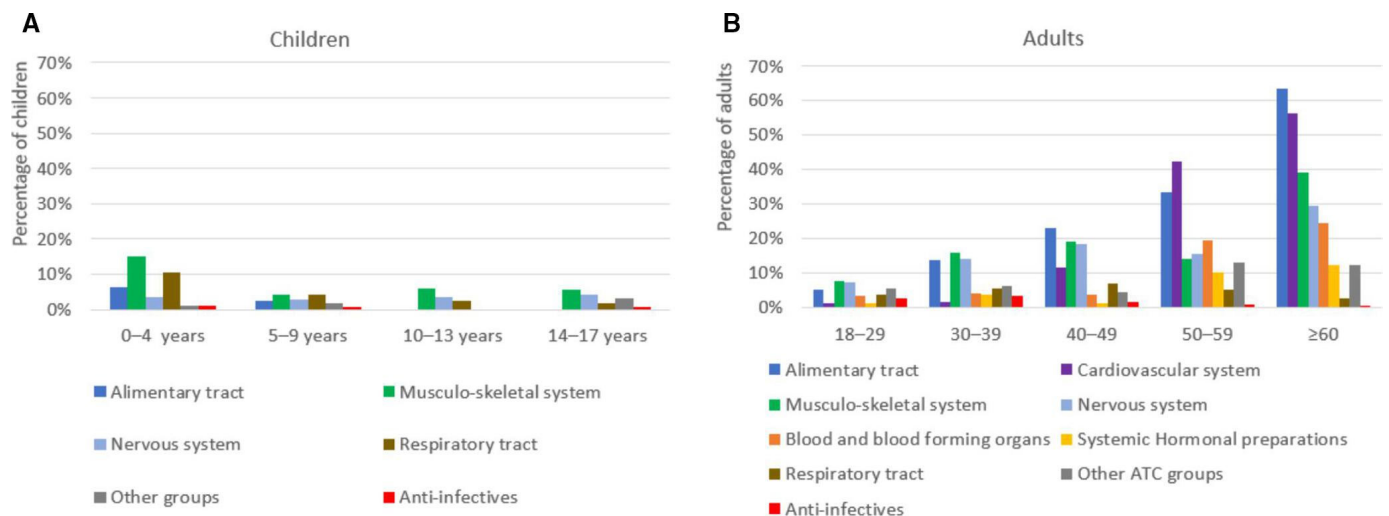 A
Children
Percentage of children
70%
60%
50%
40%
30%
20%
10%
0%
0–4 years
5–9 years
10–13 years
14–17 years
Alimentary tract
Musculo-skeletal system
Nervous system
Respiratory tract
Other groups
Anti-infectives
B
Adults
Percentage of adults
70%
60%
50%
40%
30%
20%
10%
0%
18–29
30–39
40–49
50–59
≥60
Alimentary tract
Cardiovascular system
Musculo-skeletal system
Nervous system
Blood and blood forming organs
Systemic Hormonal preparations
Respiratory tract
Other ATC groups
Anti-infectives